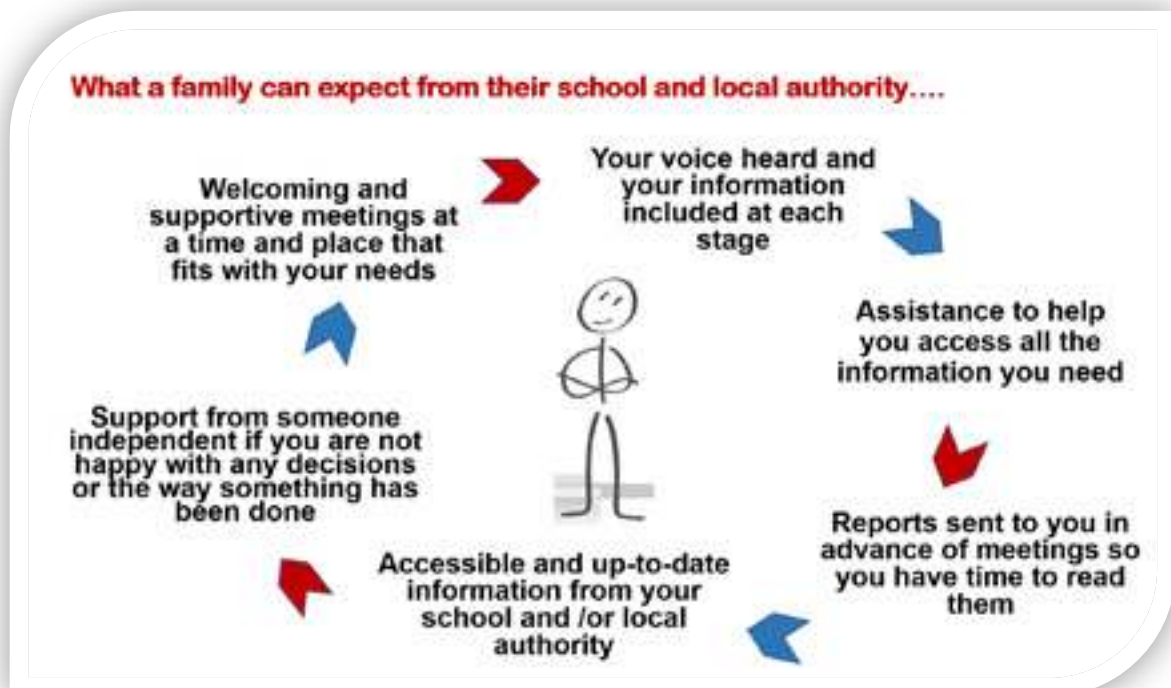 What a family can expect from their school and local authority....
Welcoming and
supportive meetings at
a time and place that
fits with your needs
Your voice heard and
your information
included at each
stage
Assistance to help
you access all the
information you need
Reports sent to you in
advance of meetings so
you have time to read
them
Accessible and up-to-date
information from your
school and /or local
authority
Support from someone
independent if you are not
happy with any decisions
or the way something has
been done